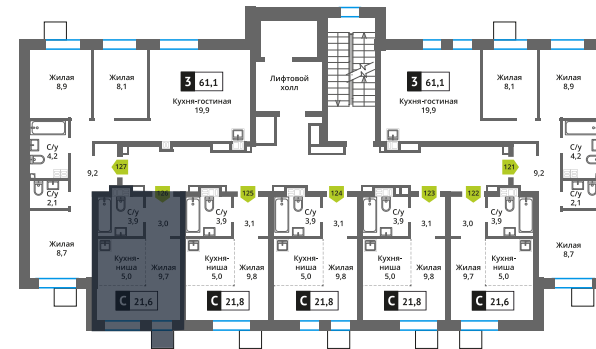 Жилая
8,9
Жилая
8,1
3 61,1
Кухня-гостиная
19,9
Лифтовой
холл
3 61,1
Кухня-гостиная
19,9
Жилая
8,1
Жилая
8,9
С/у
4,2
9,2
С/у
2,1
Жилая
8,7
С/у
4,2
9,2
С/у
2,1
Жилая
8,7
127
126
125
124
123
122
121
С/у
3,9
3,0
Кухня-
ниша
5,0
Жилая
9,7
С 21,6
С/у
3,9
3,1
Кухня-
ниша
5,0
Жилая
9,8
С 21,8
С/у
3,9
3,1
Кухня-
ниша
5,0
Жилая
9,8
С 21,8
С/у
3,9
3,1
Кухня-
ниша
5,0
Жилая
9,8
С 21,8
3,0
С/у
3,9
Жилая
9,7
Кухня-
ниша
5,0
С 21,6